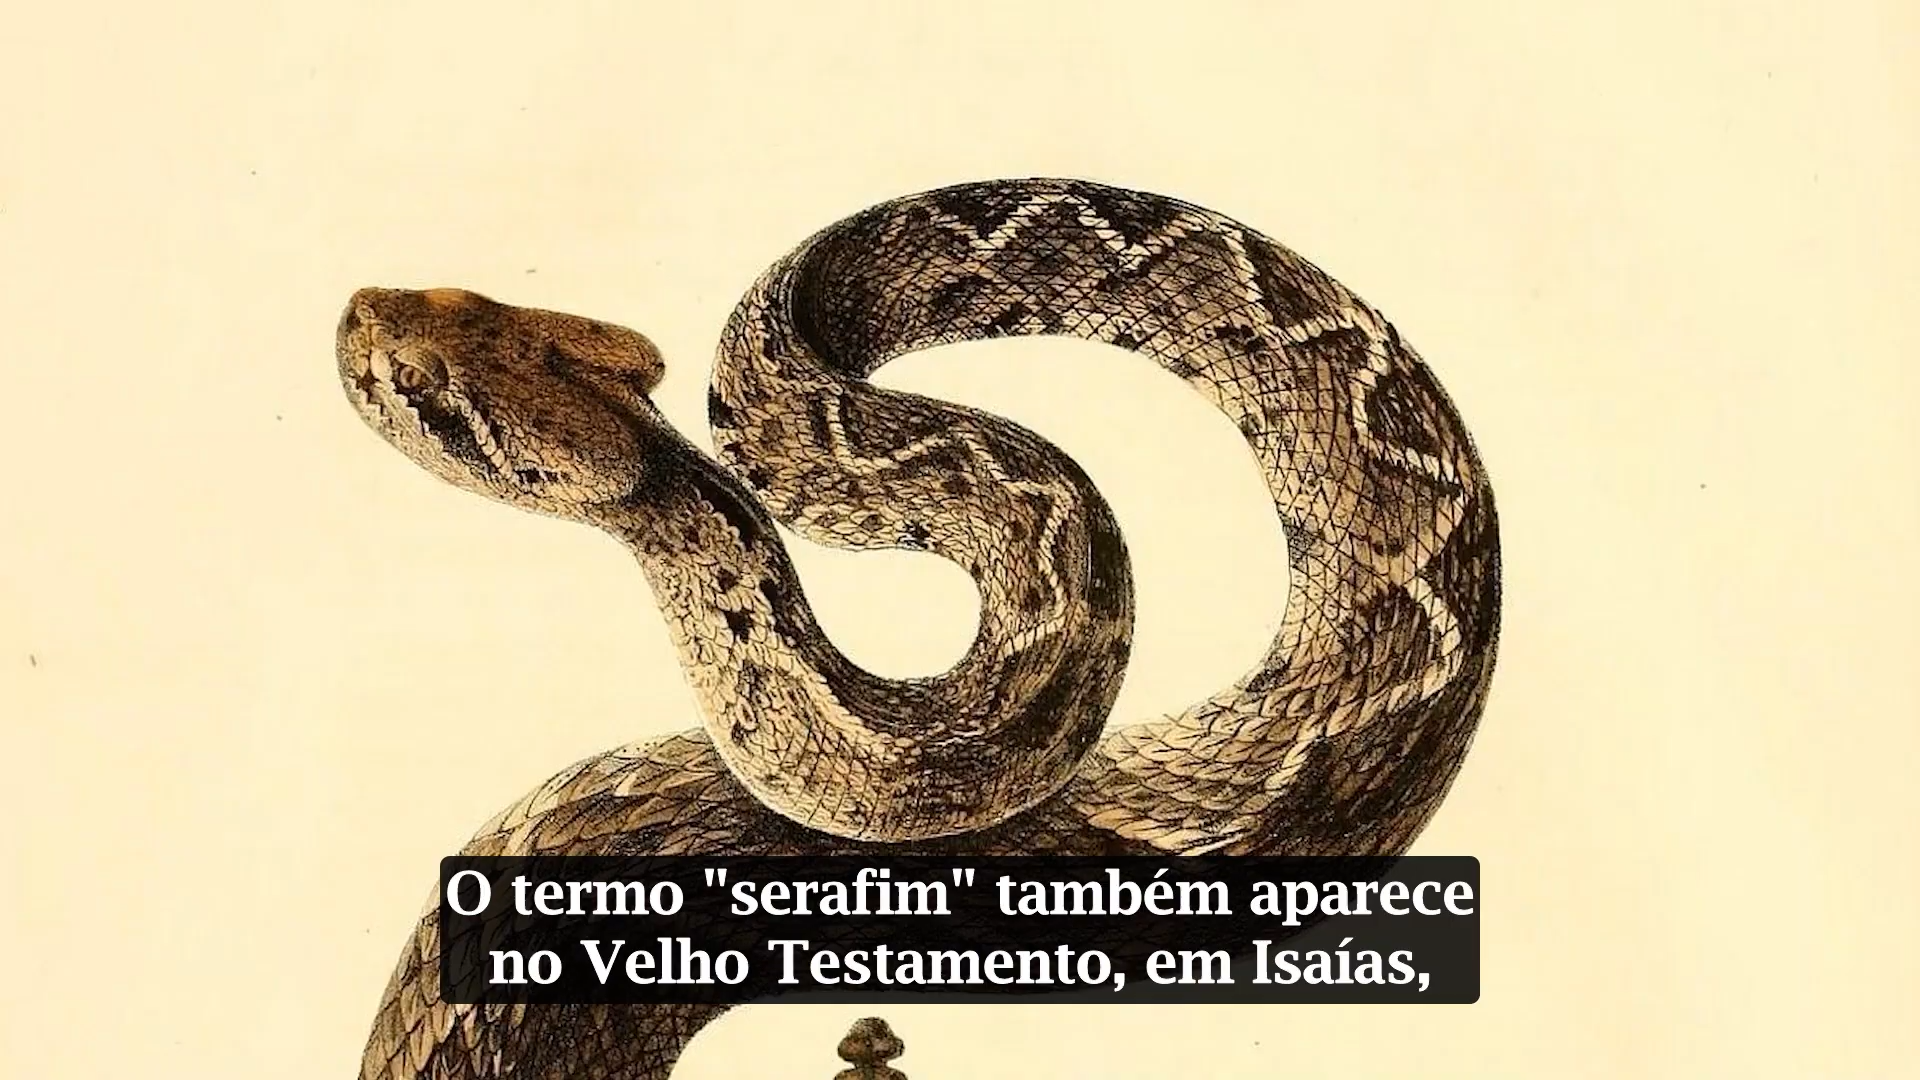 O termo "serafim" também aparece
no Velho Testamento, em Isaías,